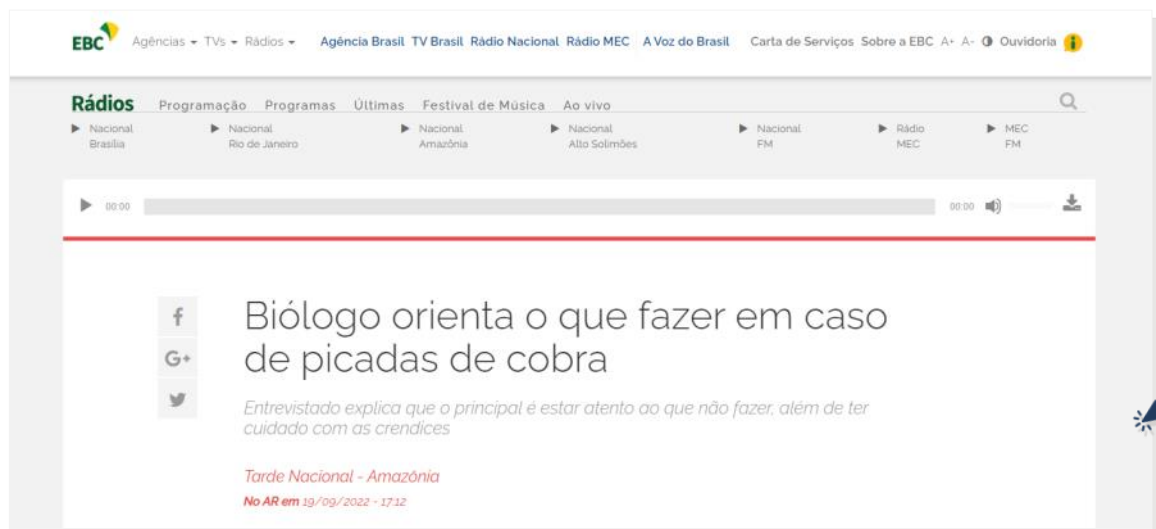 EBC Agências TVs Rádios Agência Brasil TV Brasil Rádio Nacional Rádio MEC A Voz do Brasil Carta de Serviços Sobre a EBC A+ A- Ouvidoria i
Rádios Programação Programas Últimas Festival de Música Ao vivo
Nacional Nacional Nacional Nacional Nacional Rádio MEC
Brasília Rio de Janeiro Amazônia Alto Solimões FM MEC FM
00:00 00:00
f
G+
Biólogo orienta o que fazer em caso
de picadas de cobra
Entrevistado explica que o principal é estar atento ao que não fazer, além de ter
cuidado com as crendices
Tarde Nacional - Amazônia
No AR em 19/09/2022 - 17:12